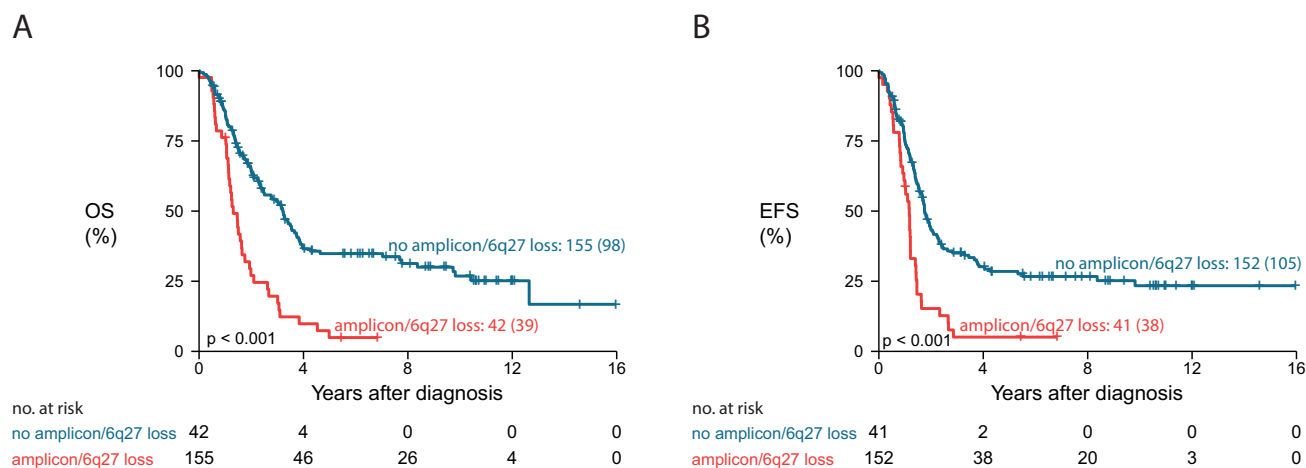 A
100
75
50
25
0
OS
(%)
no amplicon/6q27 loss: 155 (98)
amplicon/6q27 loss: 42 (39)
p < 0.001
0 4 8 12 16
Years after diagnosis
no. at risk
no amplicon/6q27 loss 42 4 0 0 0
amplicon/6q27 loss 155 46 26 4 0
B
100
75
50
25
0
EFS
(%)
no amplicon/6q27 loss: 152 (105)
amplicon/6q27 loss: 41 (38)
p < 0.001
0 4 8 12 16
Years after diagnosis
no. at risk
no amplicon/6q27 loss 41 2 0 0 0
amplicon/6q27 loss 152 38 20 3 0